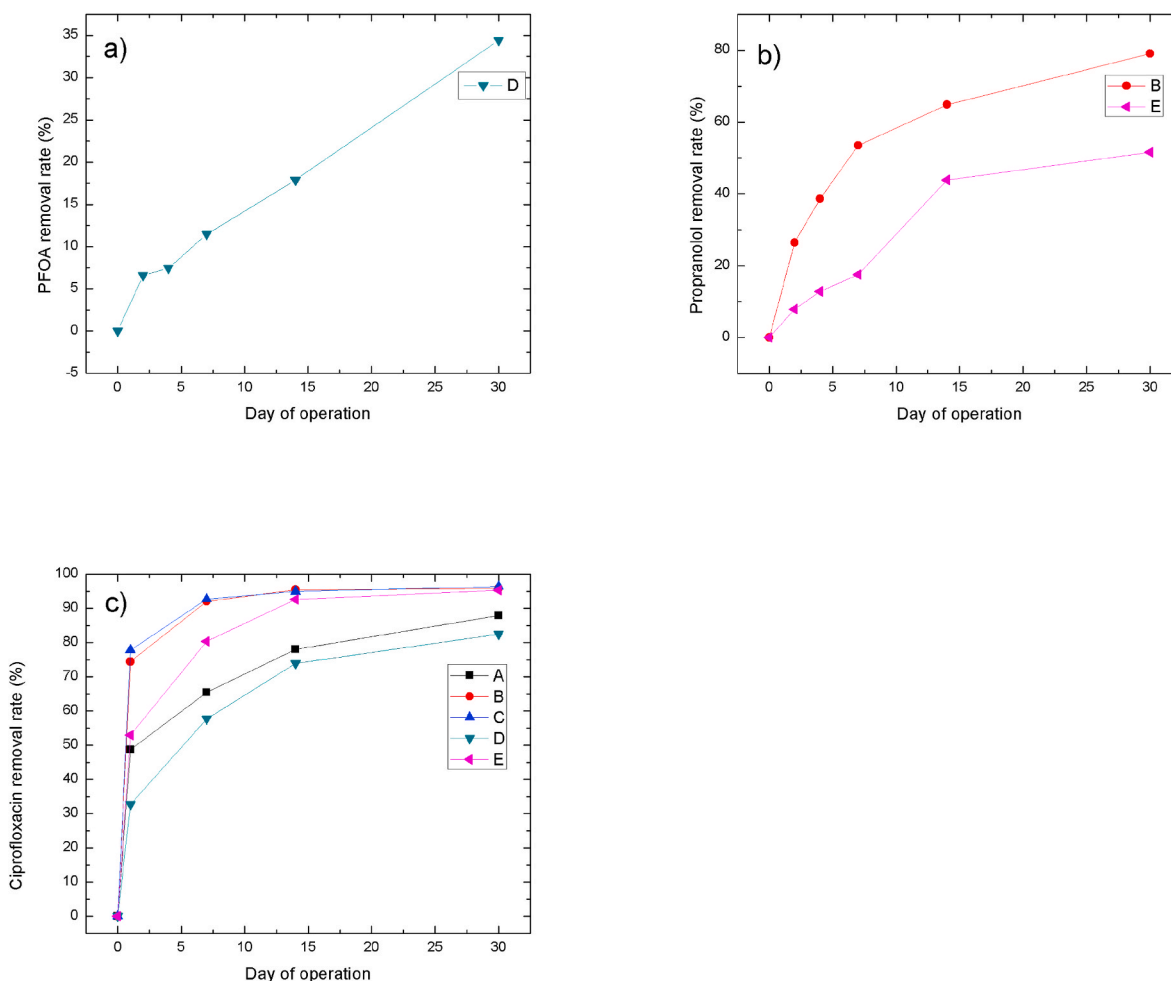 a)
PFOA removal rate (%)
35
30
25
20
15
10
5
0
-5
D
0 5 10 15 20 25 30
Day of operation
b)
Propranolol removal rate (%)
80
60
40
20
0
B
E
0 5 10 15 20 25 30
Day of operation
c)
Ciprofloxacin removal rate (%)
100
90
80
70
60
50
40
30
20
10
0
A
B
C
D
E
0 5 10 15 20 25 30
Day of operation